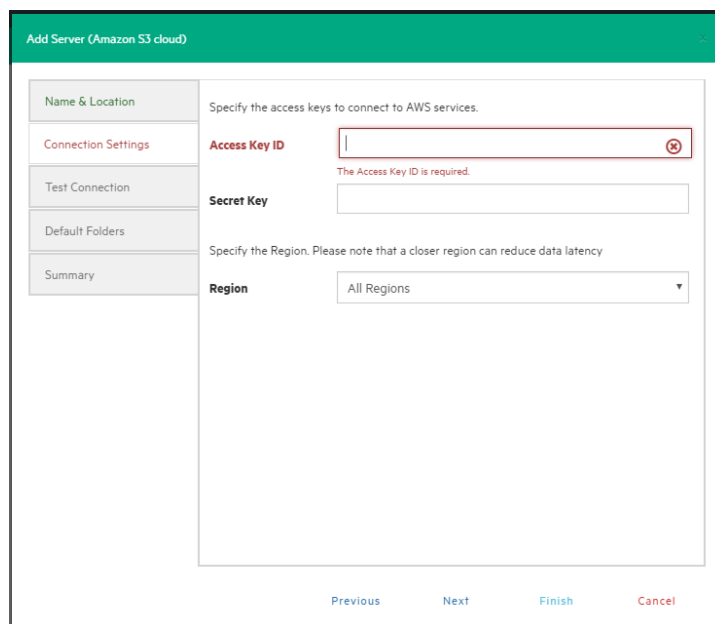 Add Server (Amazon S3 cloud)
Name & Location
Connection Settings
Test Connection
Default Folders
Summary
Specify the access keys to connect to AWS services.
Access Key ID
The Access Key ID is required.
Secret Key
Specify the Region. Please note that a closer region can reduce data latency
Region
All Regions
Previous Next Finish Cancel